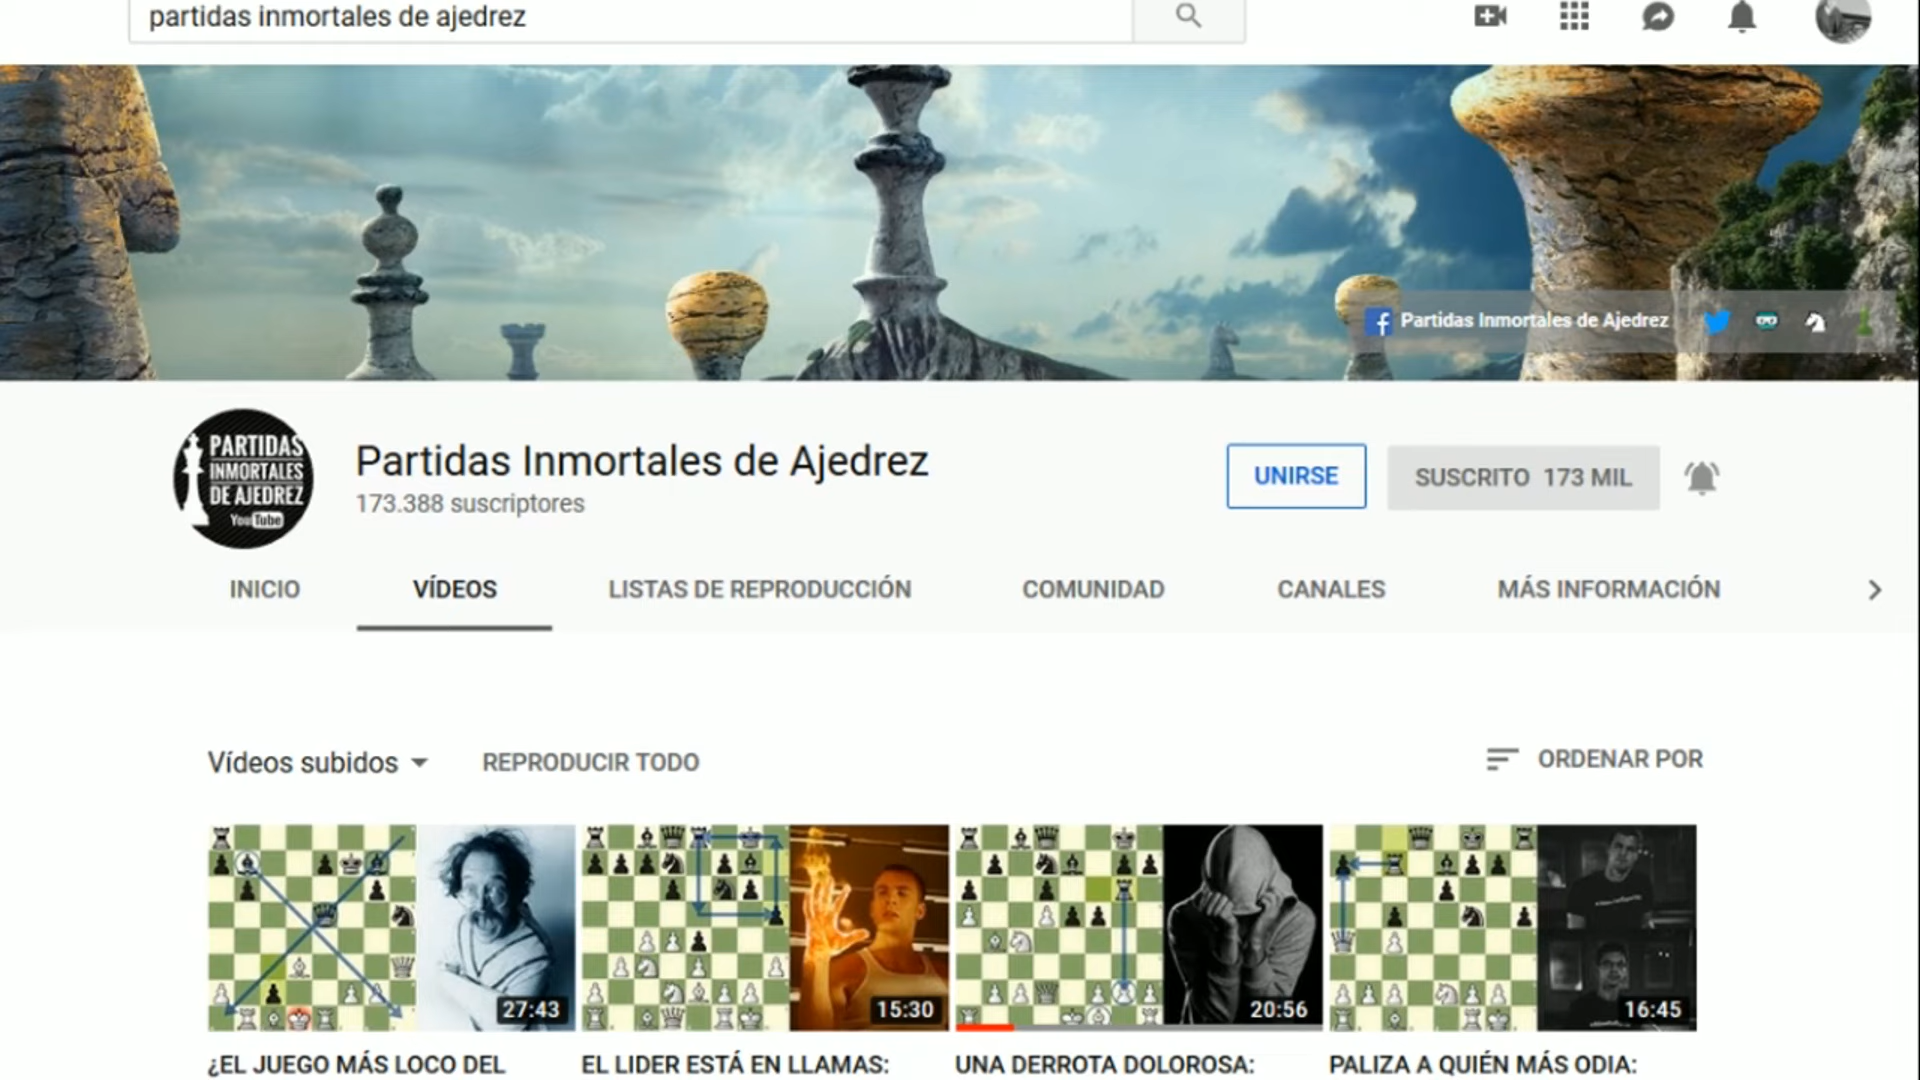 partidas inmortales de ajedrez
Partidas Inmortales de Ajedrez
PARTIDAS
INMORTALES
DE AJEDREZ
YouTube
Partidas Inmortales de Ajedrez
173.388 suscriptores
UNIRSE
SUSCRITO 173 MIL
INICIO
VÍDEOS
LISTAS DE REPRODUCCIÓN
COMUNIDAD
CANALES
MÁS INFORMACIÓN
Vídeos subidos
REPRODUCIR TODO
ORDENAR POR
27:43
15:30
20:56
16:45
¿EL JUEGO MÁS LOCO DEL
EL LIDER ESTÁ EN LLAMAS:
UNA DERROTA DOLOROSA:
PALIZA A QUIÉN MÁS ODIA: